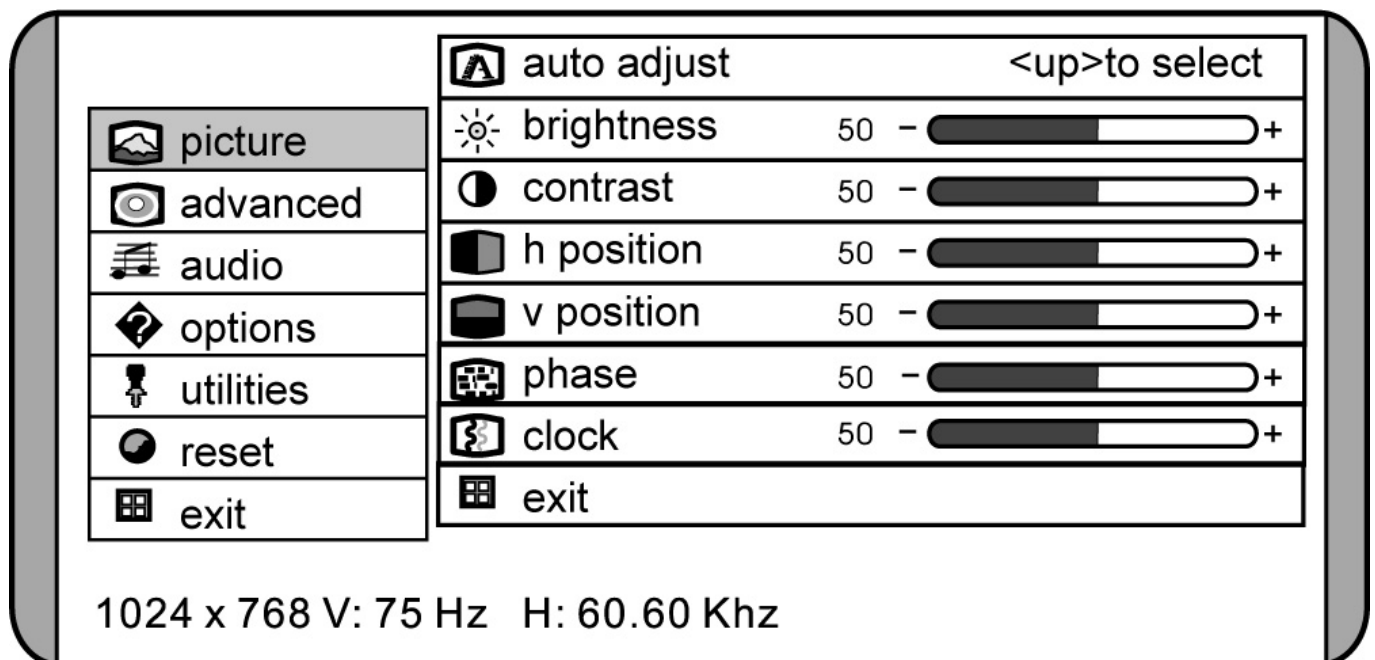 auto adjust <up>to select
brightness 50 - +
contrast 50 - +
h position 50 - +
v position 50 - +
phase 50 - +
clock 50 - +
exit
picture
advanced
audio
options
utilities
reset
exit
1024 x 768 V: 75 Hz H: 60.60 Khz